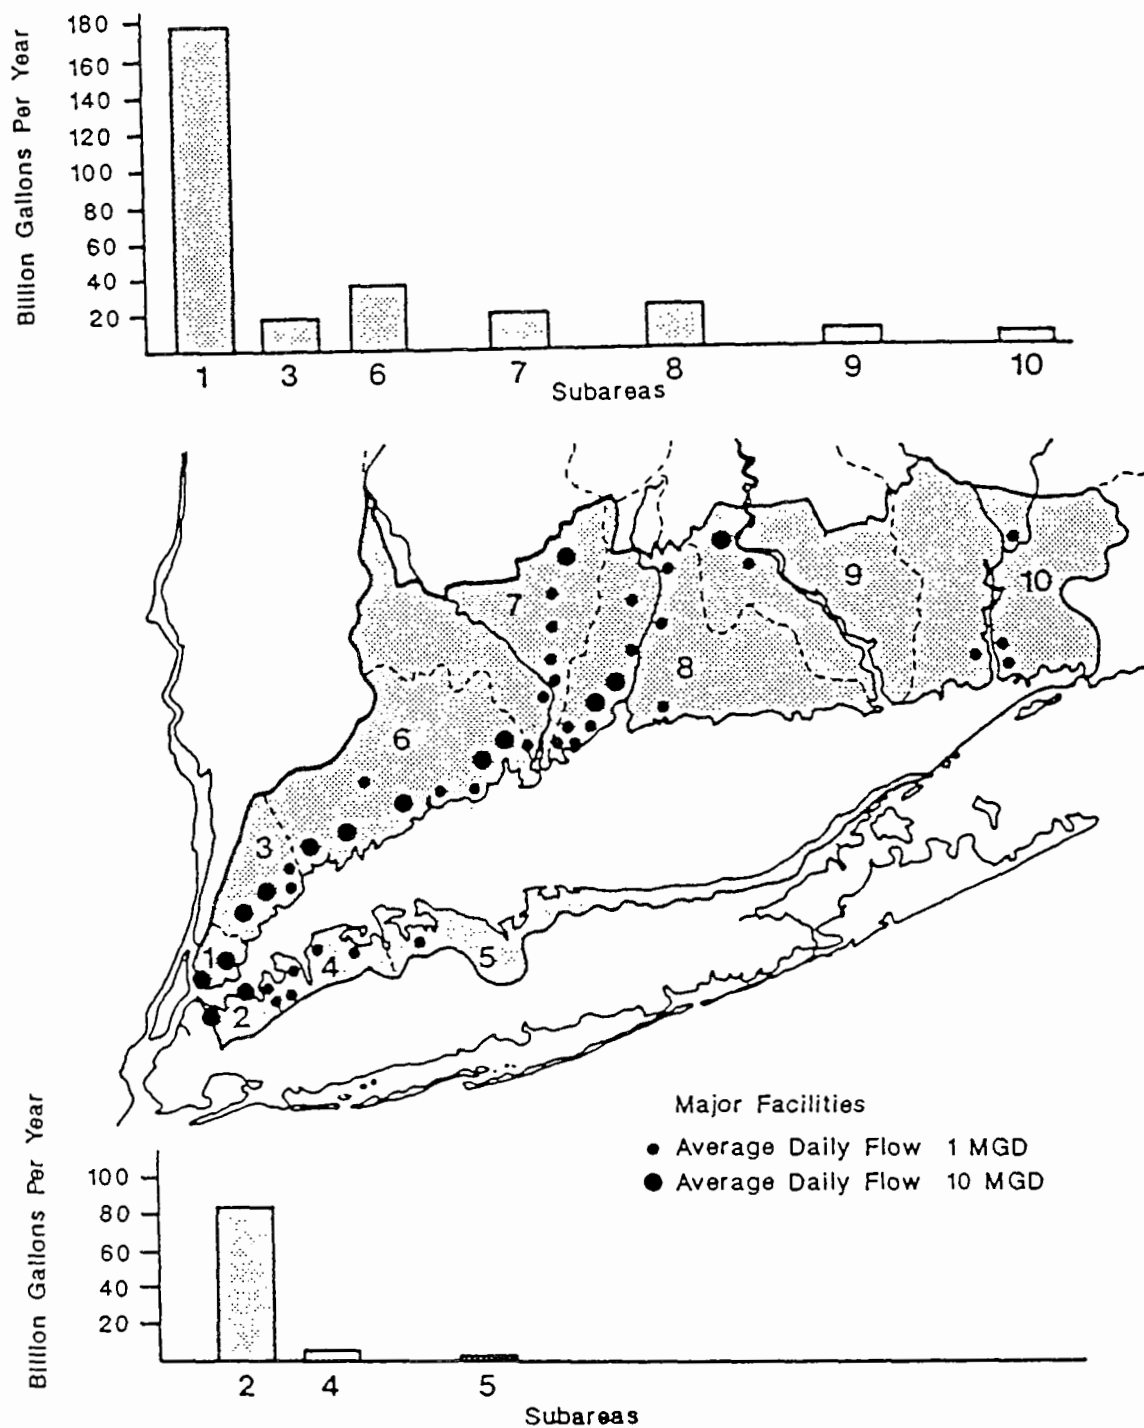 Billion Gallons Per Year
180
160
140
120
100
80
60
40
20
1 3 6 7 8 9 10
Subareas
7
9
10
8
6
3
1
4
5
2
Major Facilities
Average Daily Flow 1 MGD
Average Daily Flow 10 MGD
Billion Gallons Per Year
100
80
60
40
20
2 4 5
Subareas